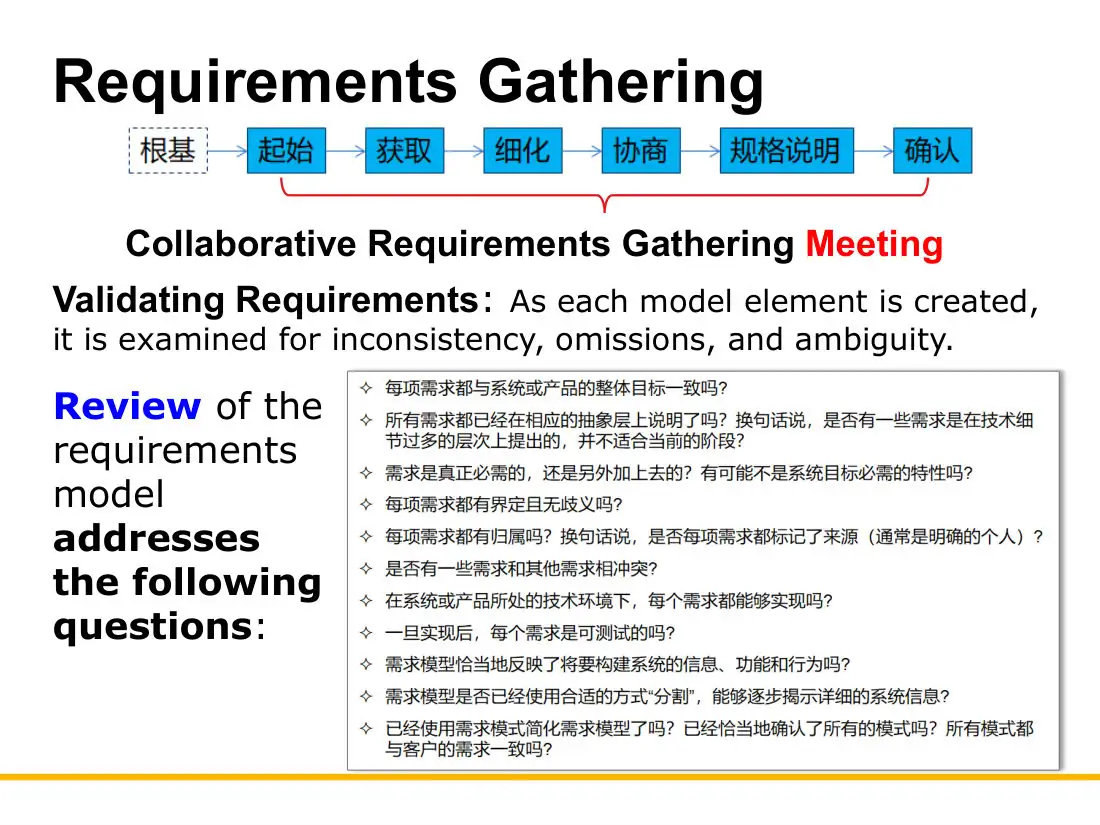 Requirements Gathering
根基 起始 获取 细化 协商 规格说明 确认
Collaborative Requirements Gathering Meeting
Validating Requirements： As each model element is created,
it is examined for inconsistency, omissions, and ambiguity.
Review of the
requirements
model
addresses
the following
questions:
✧ 每项需求都与系统或产品的整体目标一致吗?
✧ 所有需求都已经在相应的抽象层上说明了吗? 换句话说，是否有一些需求是在技术细
节过多的层次上提出的，并不适合当前的阶段?
✧ 需求是真正必需的，还是另外加上去的? 有可能不是系统目标必需的特性吗?
✧ 每项需求都有界定且无歧义吗?
✧ 每项需求都有归属吗? 换句话说，是否每项需求都标记了来源（通常是明确的个人）?
✧ 是否有一些需求和其他需求相冲突?
✧ 在系统或产品所处的技术环境下，每个需求都能够实现吗?
✧ 一旦实现后，每个需求是可测试的吗?
✧ 需求模型恰当地反映了将要构建系统的信息、功能和行为吗?
✧ 需求模型是否已经使用合适的方式“分割”，能够逐步揭示详细的系统信息?
✧ 已经使用需求模式简化需求模型了吗? 已经恰当地确认了所有的模式吗? 所有模式都
与客户的需求一致吗?